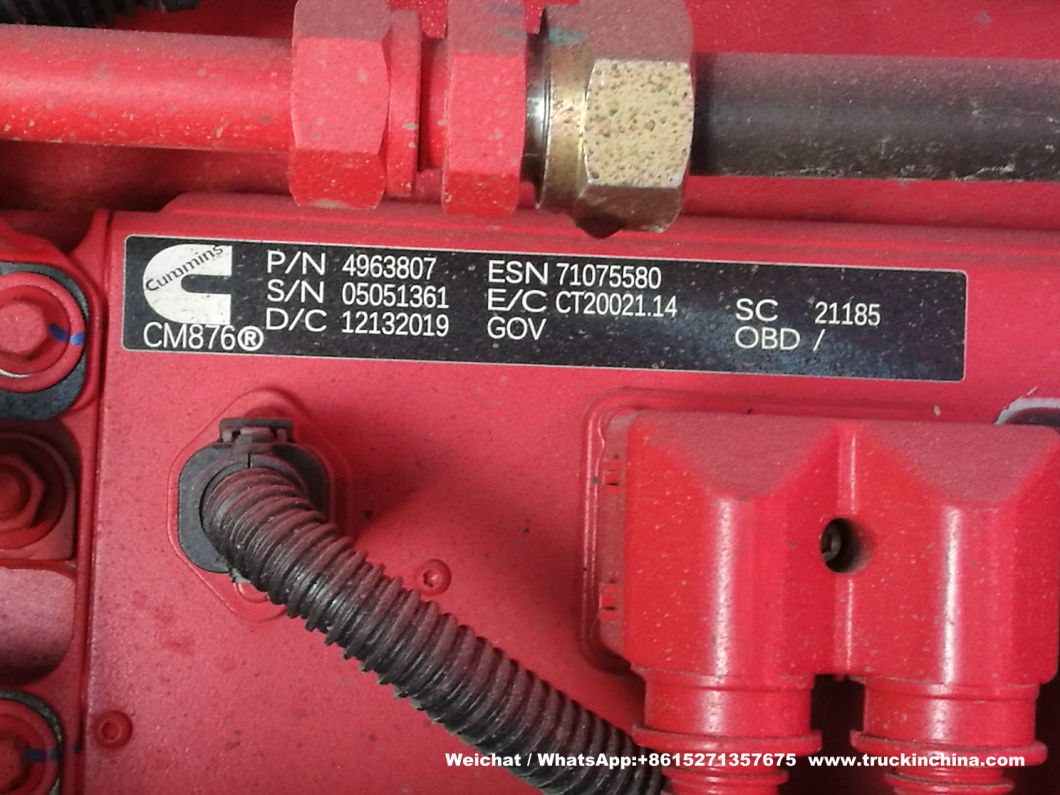 Cummins
CM876®
P/N 4963807
S/N 05051361
D/C 12132019
ESN 71075580
E/C CT20021.14
GOV
SC 21185
OBD /
Weichat / WhatsApp:+8615271357675 www.truckinchina.com